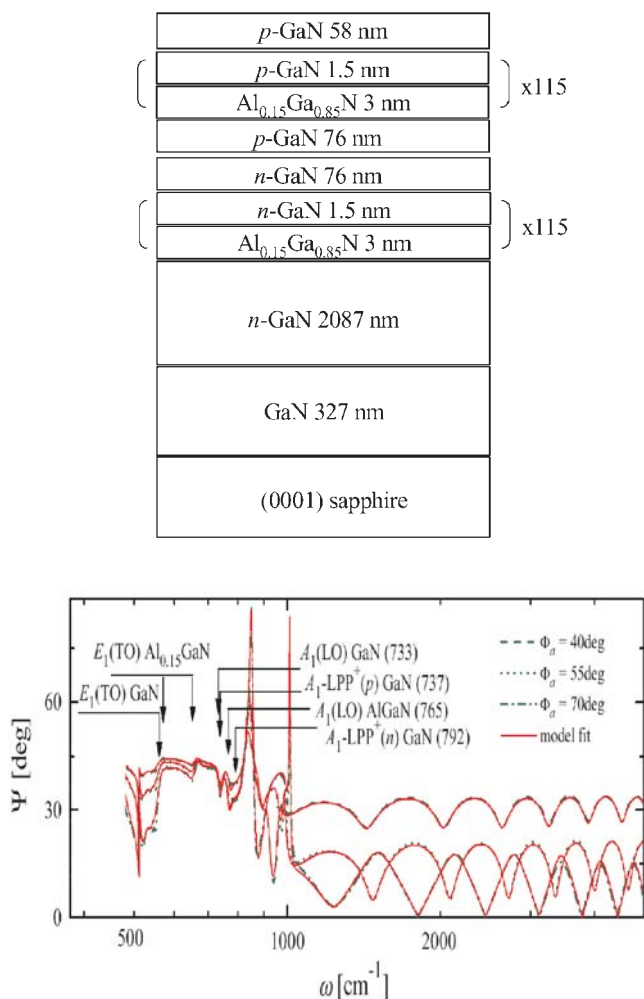 p-GaN 58 nm
p-GaN 1.5 nm
x115
Al0.15Ga0.85N 3 nm
p-GaN 76 nm
n-GaN 76 nm
n-GaN 1.5 nm
x115
Al0.15Ga0.85N 3 nm
n-GaN 2087 nm
GaN 327 nm
(0001) sapphire
E1(TO) Al0.15GaN
E1(TO) GaN
A1(LO) GaN (733)
A1-LPP+(p) GaN (737)
A1(LO) AlGaN (765)
A1-LPP+(n) GaN (792)
Φa = 40deg
Φa = 55deg
Φa = 70deg
model fit
Ψ [deg]
60
30
0
500
1000
2000
ω [cm-1]